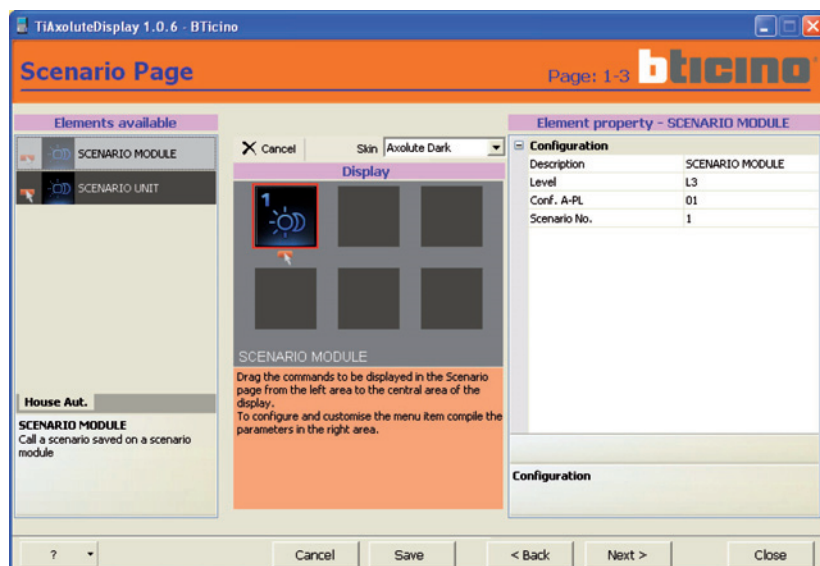 TiAxoluteDisplay 1.0.6 - BTicino
Scenario Page
Page: 1-3
bticino
Elements available
SCENARIO MODULE
SCENARIO UNIT
House Aut.
SCENARIO MODULE
Call a scenario saved on a scenario
module
Cancel
Skin
Axolute Dark
Display
1
SCENARIO MODULE
Drag the commands to be displayed in the Scenario
page from the left area to the central area of the
display.
To configure and customise the menu item compile the
parameters in the right area.
Element property - SCENARIO MODULE
Configuration
Description SCENARIO MODULE
Level L3
Conf. A-PL 01
Scenario No. 1
Configuration
?
Cancel
Save
< Back
Next >
Close